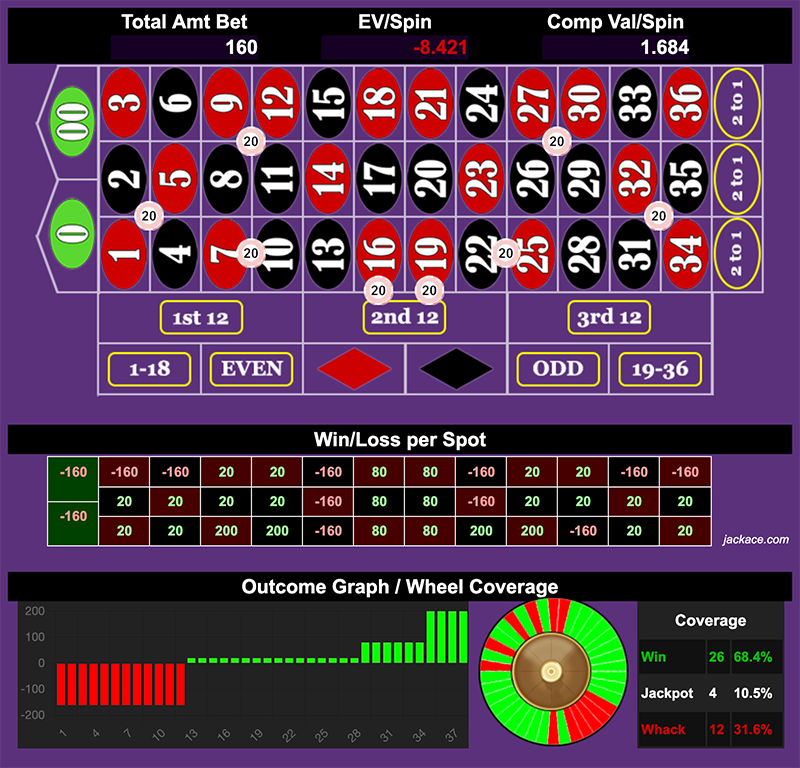 Total Amt Bet EV/Spin Comp Val/Spin
160 -8.421 1.684
00 3 6 9 12 15 18 21 24 27 30 33 36 2 to 1
20 20
2 5 8 11 14 17 20 23 26 29 32 35 2 to 1
20 20
0 1 4 7 20 10 13 16 19 22 20 25 28 31 34 2 to 1
20 20
1st 12 2nd 12 3rd 12
1-18 EVEN ODD 19-36
Win/Loss per Spot
-160 -160 -160 20 20 -160 80 80 -160 20 20 -160 -160
20 20 20 20 -160 80 80 -160 20 20 20 20
-160 20 20 200 200 -160 80 80 200 200 -160 20 20
jackace.com
Outcome Graph / Wheel Coverage
200
100
0
-100
-200
1 4 7 10 13 16 19 22 25 28 31 34 37
Coverage
Win 26 68.4%
Jackpot 4 10.5%
Whack 12 31.6%